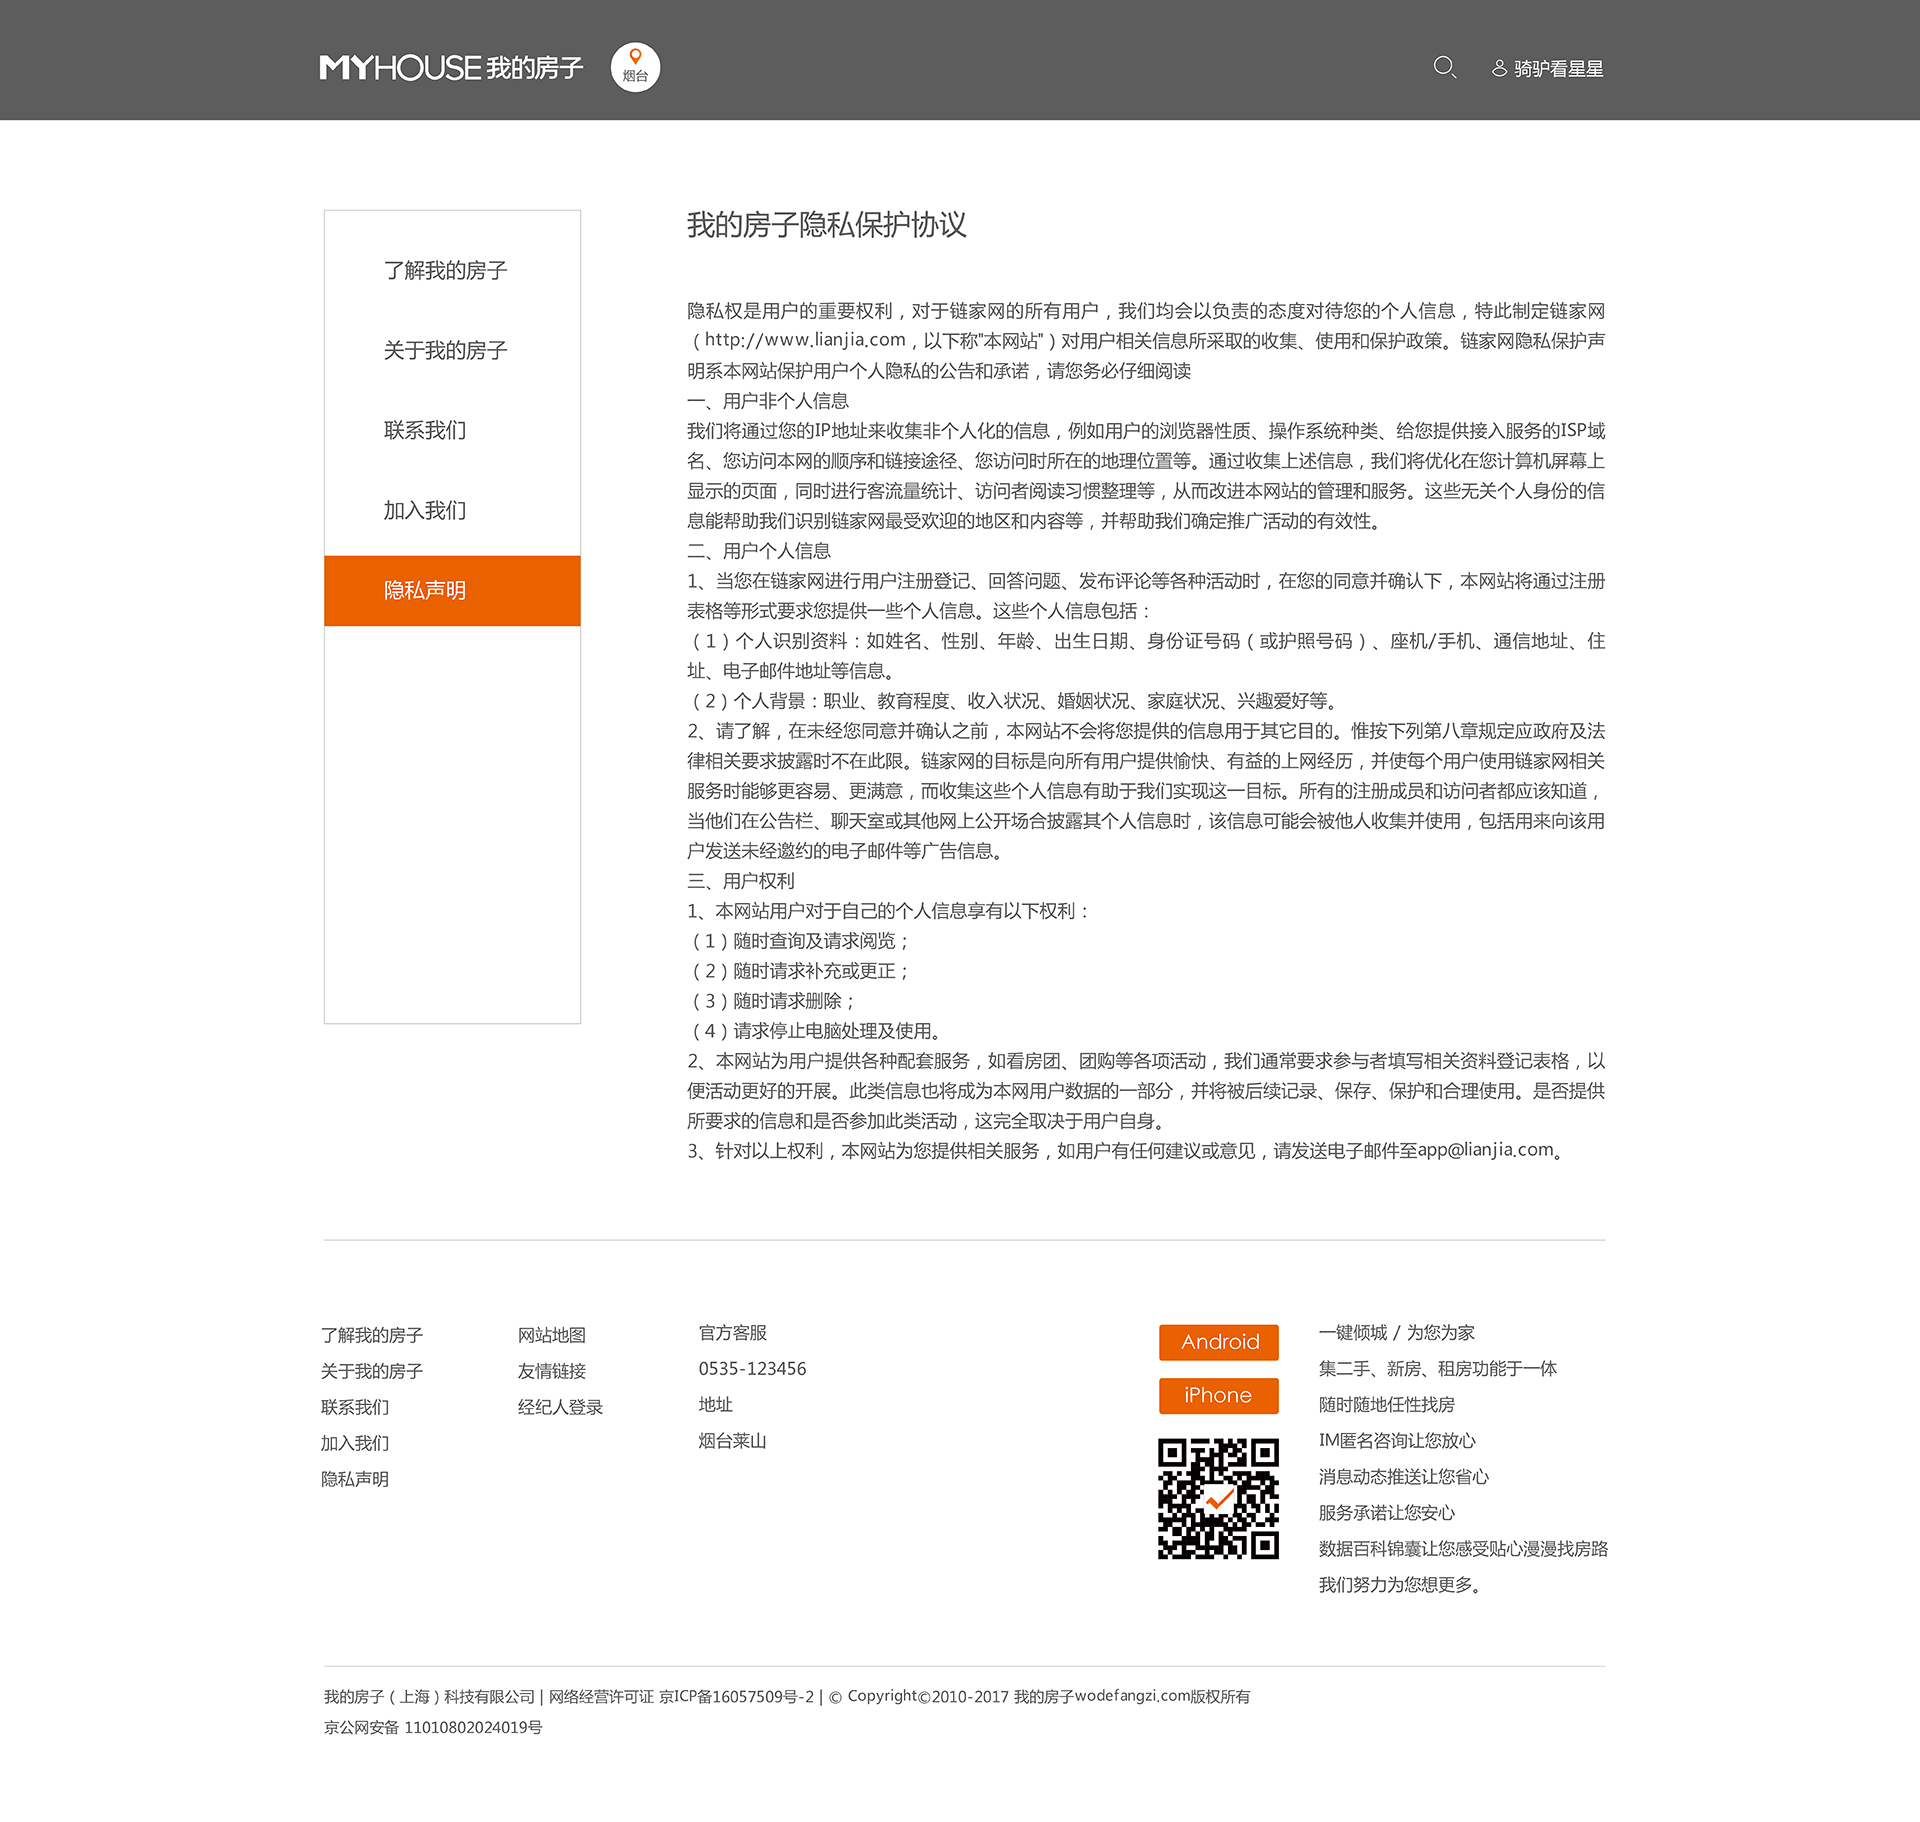 MYHOUSE 我的房子
烟台
骑驴看星星
了解我的房子
关于我的房子
联系我们
加入我们
隐私声明
我的房子隐私保护协议
隐私权是用户的重要权利，对于链家网的所有用户，我们均会以负责的态度对待您的个人信息，特此制定链家网
（http://www.lianjia.com，以下称"本网站"）对用户相关信息所采取的收集、使用和保护政策。链家网隐私保护声
明系本网站保护用户个人隐私的公告和承诺，请您务必仔细阅读
一、用户非个人信息
我们将通过您的IP地址来收集非个人化的信息，例如用户的浏览器性质、操作系统种类、给您提供接入服务的ISP域
名、您访问本网的顺序和链接途径、您访问时所在的地理位置等。通过收集上述信息，我们将优化在您计算机屏幕上
显示的页面，同时进行客流量统计、访问者阅读习惯整理等，从而改进本网站的管理和服务。这些无关个人身份的信
息能帮助我们识别链家网最受欢迎的地区和内容等，并帮助我们确定推广活动的有效性。
二、用户个人信息
1、当您在链家网进行用户注册登记、回答问题、发布评论等各种活动时，在您的同意并确认下，本网站将通过注册
表格等形式要求您提供一些个人信息。这些个人信息包括：
（1）个人识别资料：如姓名、性别、年龄、出生日期、身份证号码（或护照号码）、座机/手机、通信地址、住
址、电子邮件地址等信息。
（2）个人背景：职业、教育程度、收入状况、婚姻状况、家庭状况、兴趣爱好等。
2、请了解，在未经您同意并确认之前，本网站不会将您提供的信息用于其它目的。惟按下列第八章规定应政府及法
律相关要求披露时不在此限。链家网的目标是向所有用户提供愉快、有益的上网经历，并使每个用户使用链家网相关
服务时能够更容易、更满意，而收集这些个人信息有助于我们实现这一目标。所有的注册成员和访问者都应该知道，
当他们在公告栏、聊天室或其他网上公开场合披露其个人信息时，该信息可能会被他人收集并使用，包括用来向该用
户发送未经邀约的电子邮件等广告信息。
三、用户权利
1、本网站用户对于自己的个人信息享有以下权利：
（1）随时查询及请求阅览；
（2）随时请求补充或更正；
（3）随时请求删除；
（4）请求停止电脑处理及使用。
2、本网站为用户提供各种配套服务，如看房团、团购等各项活动，我们通常要求参与者填写相关资料登记表格，以
便活动更好的开展。此类信息也将成为本网用户数据的一部分，并将被后续记录、保存、保护和合理使用。是否提供
所要求的信息和是否参加此类活动，这完全取决于用户自身。
3、针对以上权利，本网站为您提供相关服务，如用户有任何建议或意见，请发送电子邮件至app@lianjia.com。
了解我的房子
关于我的房子
联系我们
加入我们
隐私声明
网站地图
友情链接
经纪人登录
官方客服
0535-123456
地址
烟台莱山
Android
iPhone
一键倾城 / 为您为家
集二手、新房、租房功能于一体
随时随地任性找房
IM匿名咨询让您放心
消息动态推送让您省心
服务承诺让您安心
数据百科锦囊让您感受贴心漫漫找房路
我们努力为您想更多。
我的房子（上海）科技有限公司 | 网络经营许可证 京ICP备16057509号-2 | © Copyright©2010-2017 我的房子wodefangzi.com版权所有
京公网安备 11010802024019号